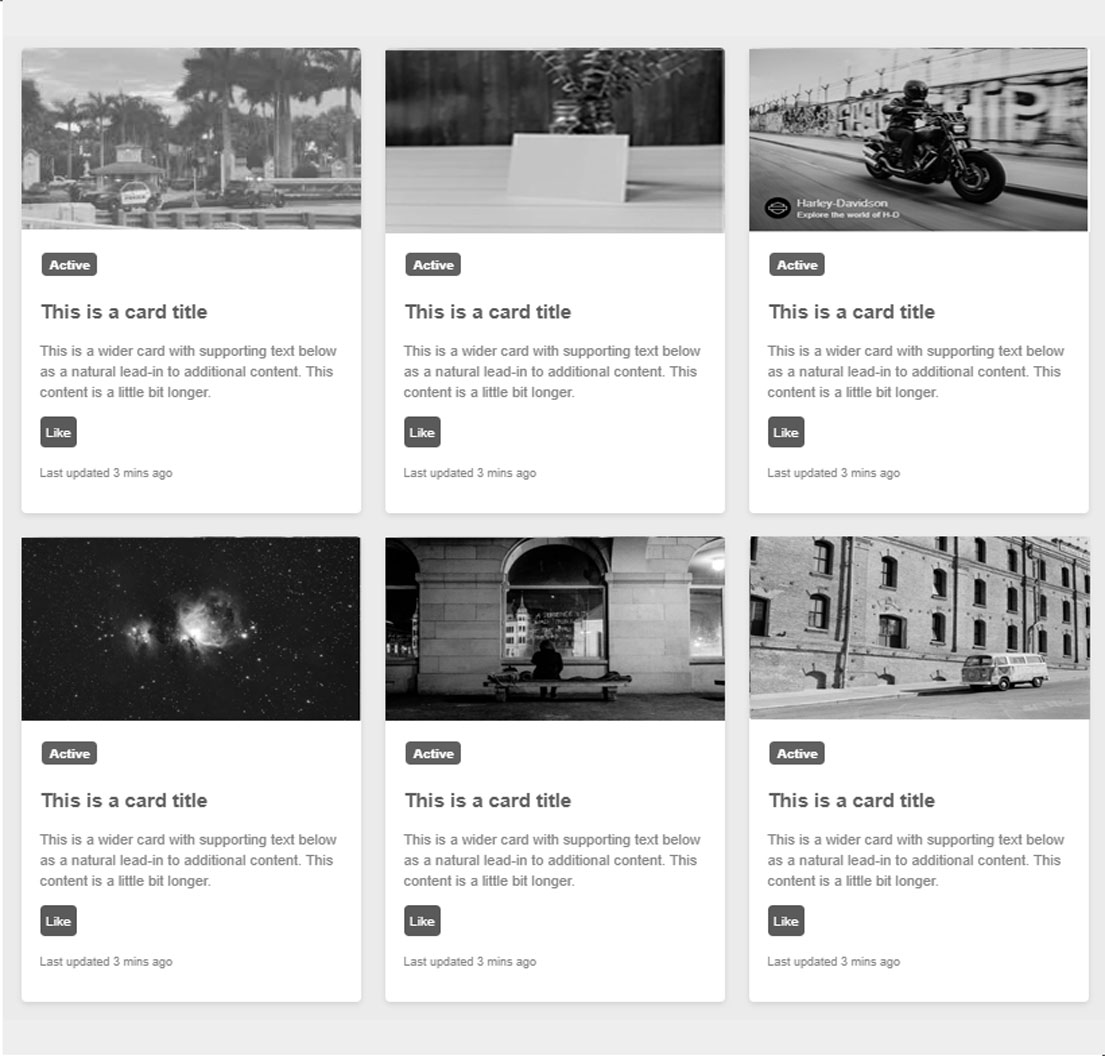 Harley-Davidson
Explore the world of H-D
Active
Active
Active
This is a card title
This is a card title
This is a card title
This is a wider card with supporting text below
as a natural lead-in to additional content. This
content is a little bit longer.
This is a wider card with supporting text below
as a natural lead-in to additional content. This
content is a little bit longer.
This is a wider card with supporting text below
as a natural lead-in to additional content. This
content is a little bit longer.
Like
Like
Like
Last updated 3 mins ago
Last updated 3 mins ago
Last updated 3 mins ago
Active
Active
Active
This is a card title
This is a card title
This is a card title
This is a wider card with supporting text below
as a natural lead-in to additional content. This
content is a little bit longer.
This is a wider card with supporting text below
as a natural lead-in to additional content. This
content is a little bit longer.
This is a wider card with supporting text below
as a natural lead-in to additional content. This
content is a little bit longer.
Like
Like
Like
Last updated 3 mins ago
Last updated 3 mins ago
Last updated 3 mins ago